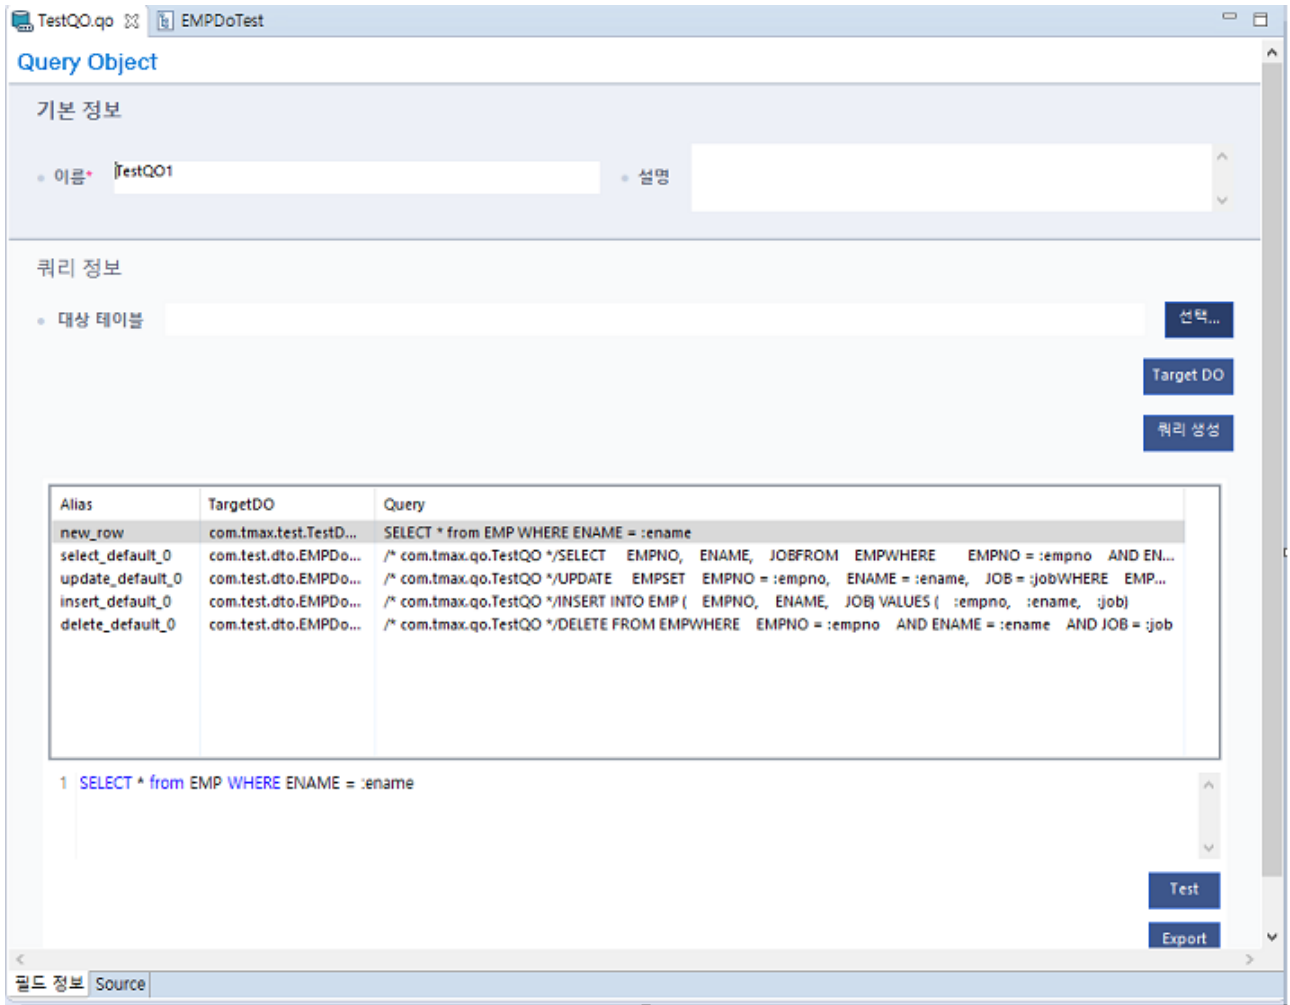 TestQO.qo EMPDoTest
Query Object
기본 정보
이름* TestQO1 설명
쿼리 정보
대상 테이블 선택...
Target DO
쿼리 생성
Alias TargetDO Query
new_row com.tmax.test.TestD... SELECT * from EMP WHERE ENAME = :ename
select_default_0 com.test.dto.EMPDo... /* com.tmax.qo.TestQO */SELECT EMPNO, ENAME, JOBFROM EMPWHERE EMPNO = :empno AND EN...
update_default_0 com.test.dto.EMPDo... /* com.tmax.qo.TestQO */UPDATE EMPSET EMPNO = :empno, ENAME = :ename, JOB = :jobWHERE EMP...
insert_default_0 com.test.dto.EMPDo... /* com.tmax.qo.TestQO */INSERT INTO EMP ( EMPNO, ENAME, JOB) VALUES ( :empno, :ename, :job)
delete_default_0 com.test.dto.EMPDo... /* com.tmax.qo.TestQO */DELETE FROM EMPWHERE EMPNO = :empno AND ENAME = :ename AND JOB = :job
1 SELECT * from EMP WHERE ENAME = :ename
Test
Export
필드 정보 Source